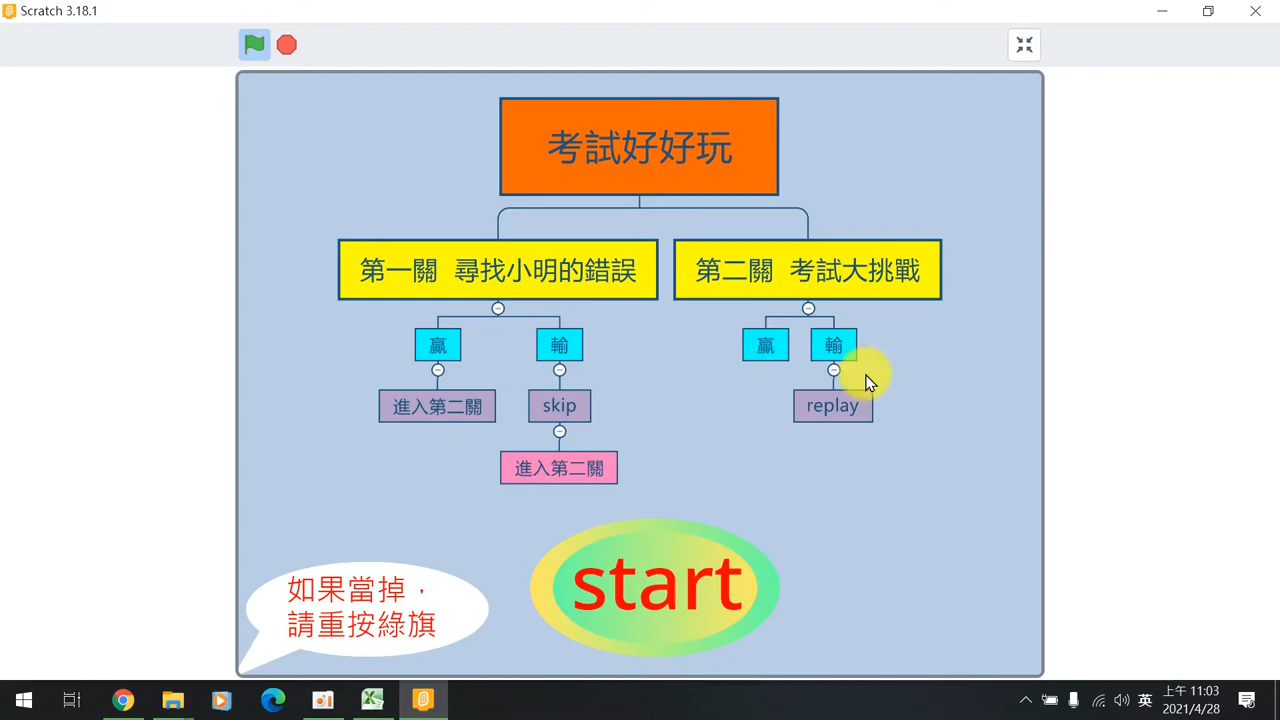 Scratch 3.18.1
考試好好玩
第一關 尋找小明的錯誤
第二關 考試大挑戰
贏
輸
贏
輸
進入第二關
skip
replay
進入第二關
start
如果當掉，
請重按綠旗
英
上午 11:03
2021/4/28